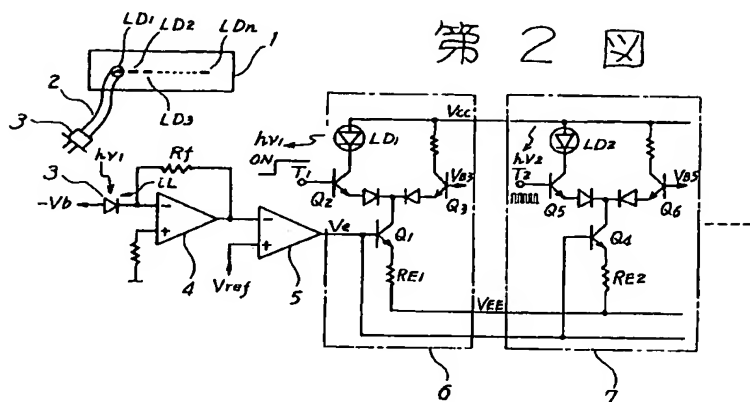 第2図
LD1 LD2 LDn
1
2
LD3
3
hν1
ON
T1
LD1
Vcc
hν2
T2
LD2
3
hν1
iL
Rf
-Vb
Q2
Q3
VB3
Q5
Q6
VB5
Ve
Q1
Q4
4
5
Vref
RE1
RE2
VEE
6
7